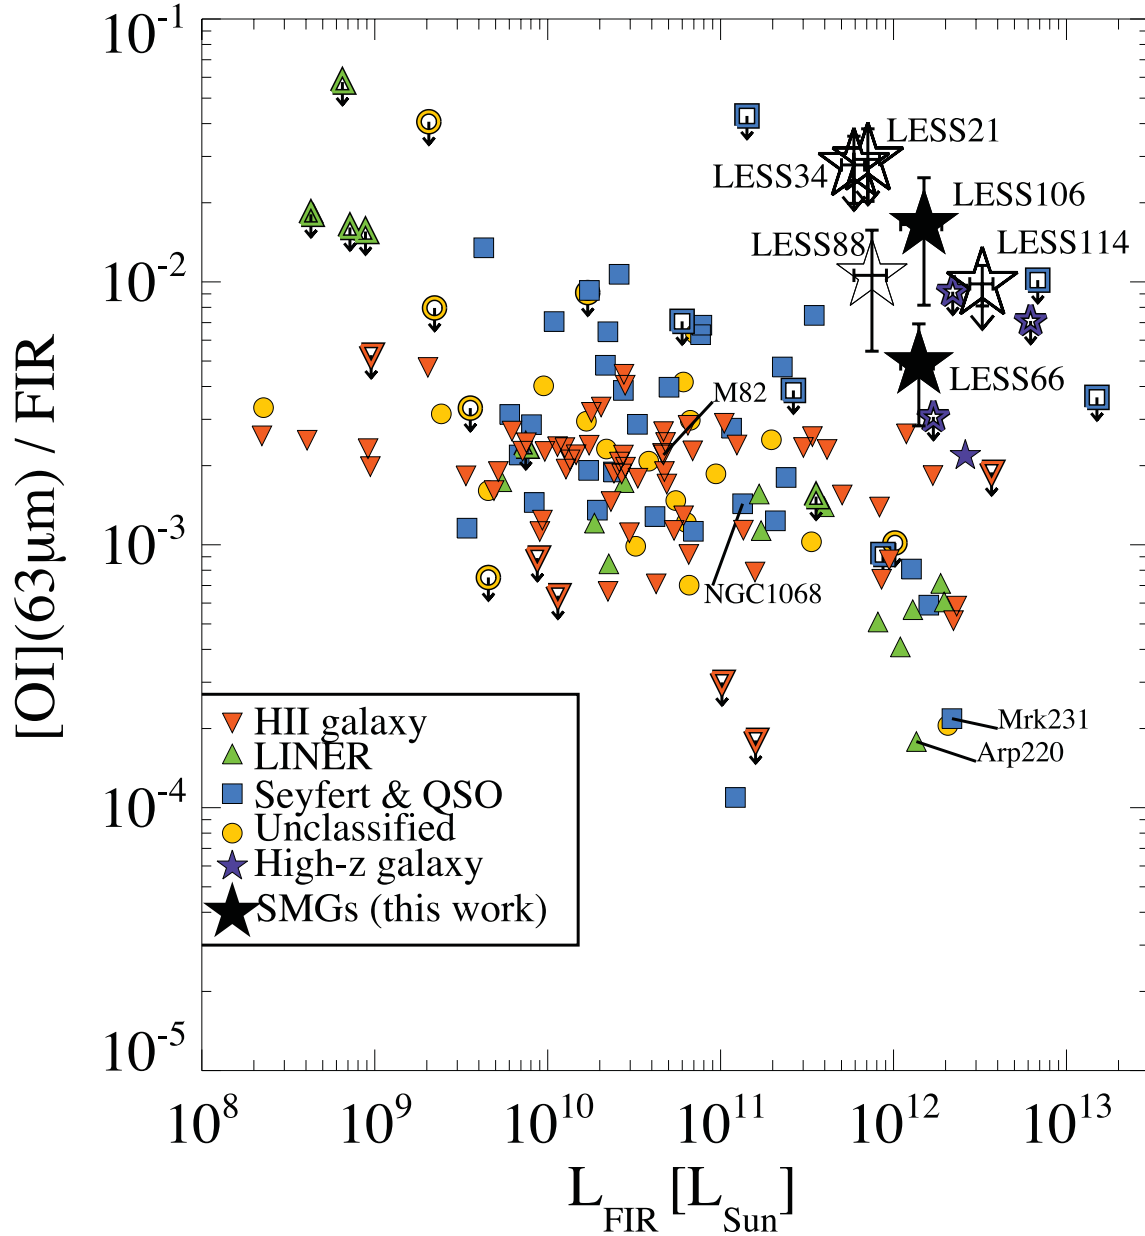 10⁻¹
LESS21
LESS34
LESS106
LESS88
LESS114
10⁻²
LESS66
M82
[OI](63μm) / FIR
10⁻³
NGC1068
HII galaxy
LINER
Seyfert & QSO
Unclassified
High-z galaxy
SMGs (this work)
Mrk231
Arp220
10⁻⁴
10⁻⁵
10⁸ 10⁹ 10¹⁰ 10¹¹ 10¹² 10¹³
L_FIR [L_Sun]